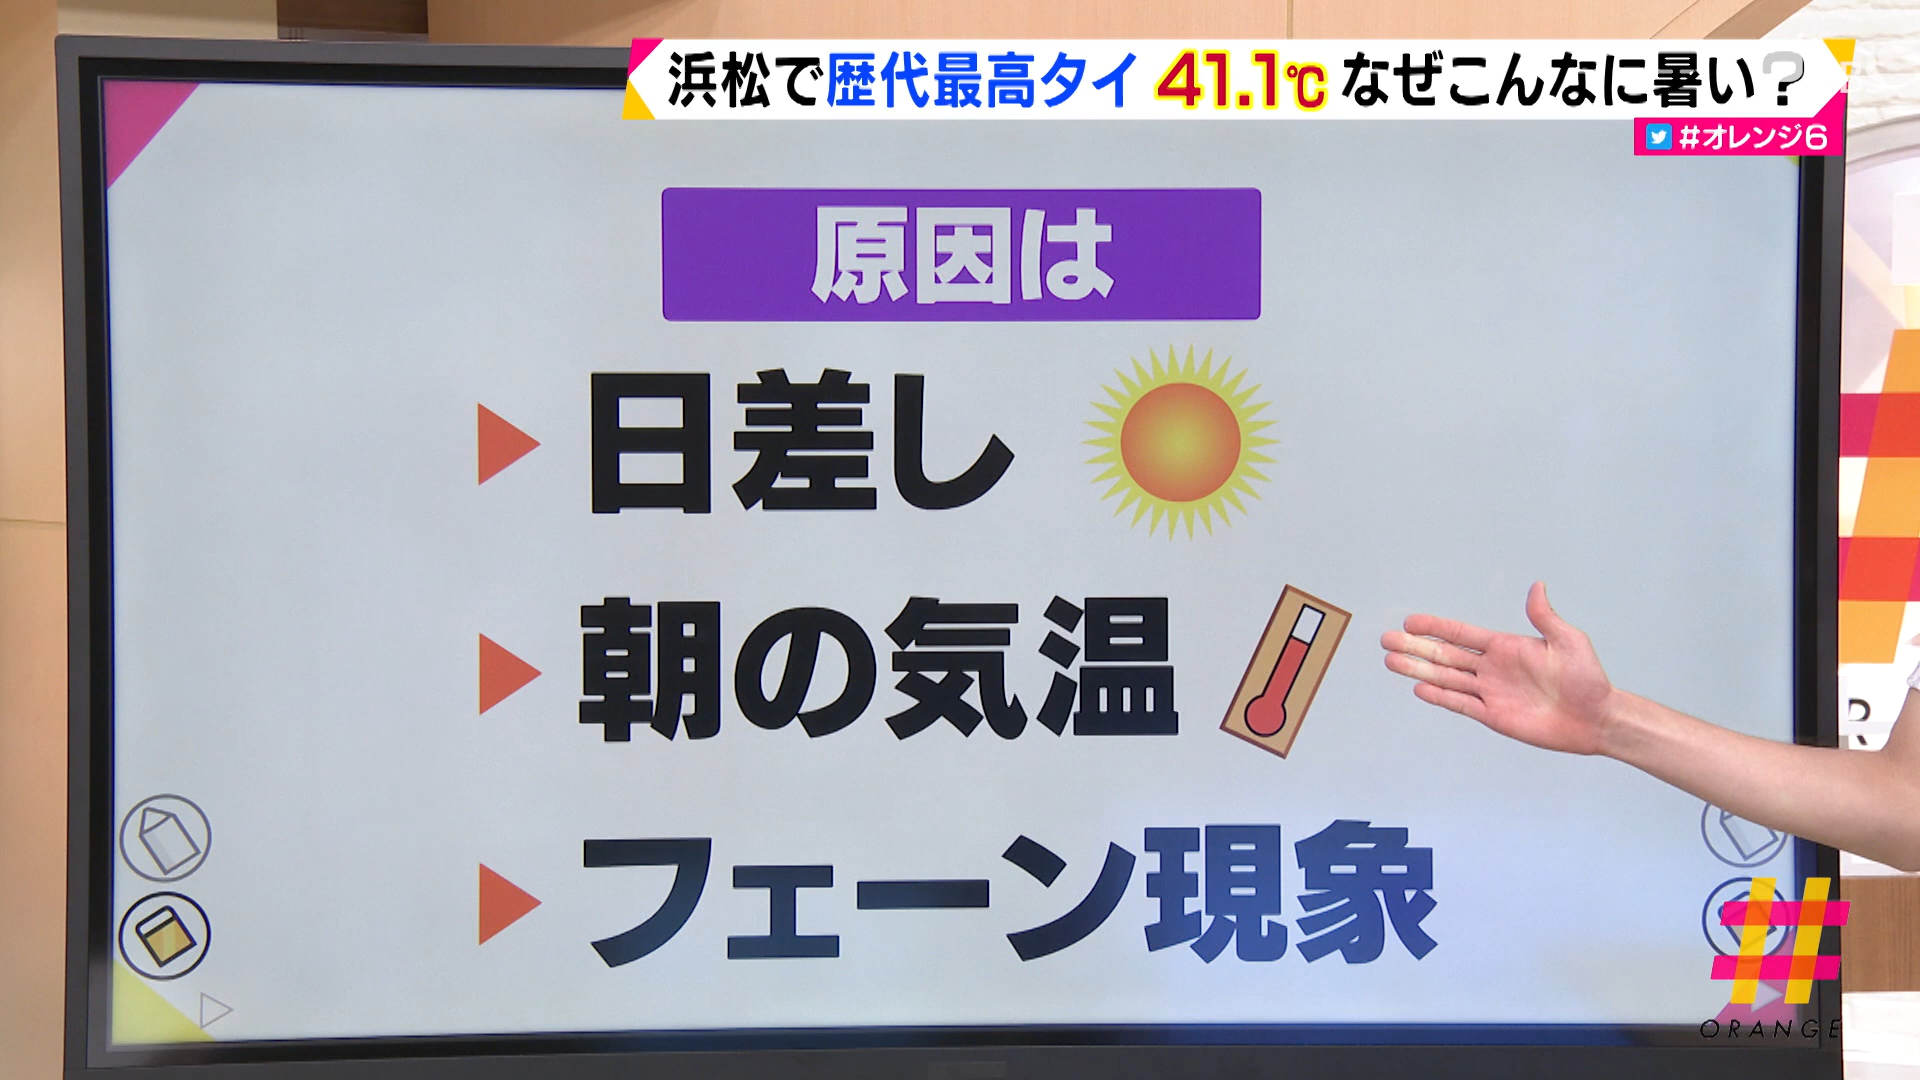 浜松で歴代最高タイ 41.1℃ なぜこんなに暑い？
#オレンジ6
原因は
▶日差し
▶朝の気温
▶フェーン現象
ORANGE